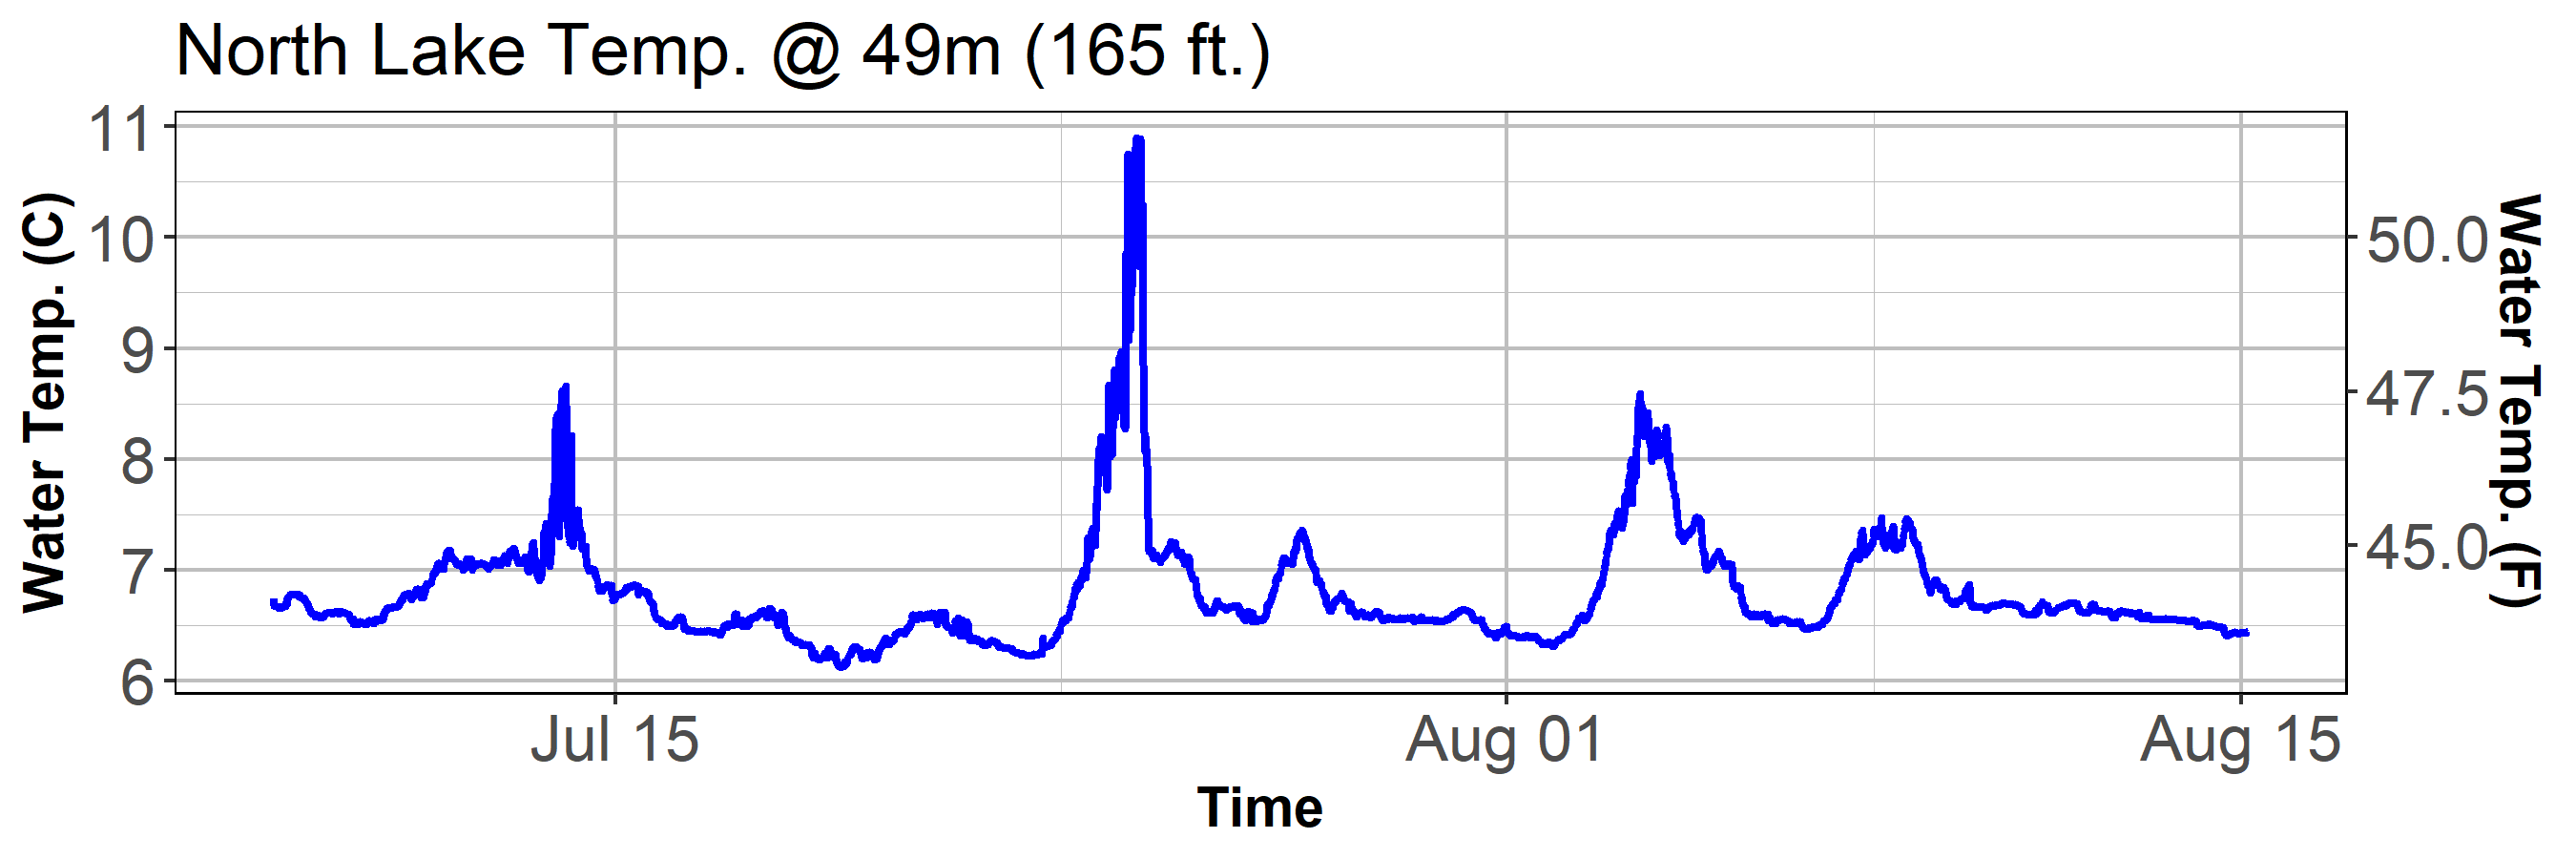 North Lake Temp. @ 49m (165 ft.)
Water Temp. (C)
11
10
9
8
7
6
50.0
47.5
45.0
Water Temp. (F)
Jul 15
Aug 01
Aug 15
Time